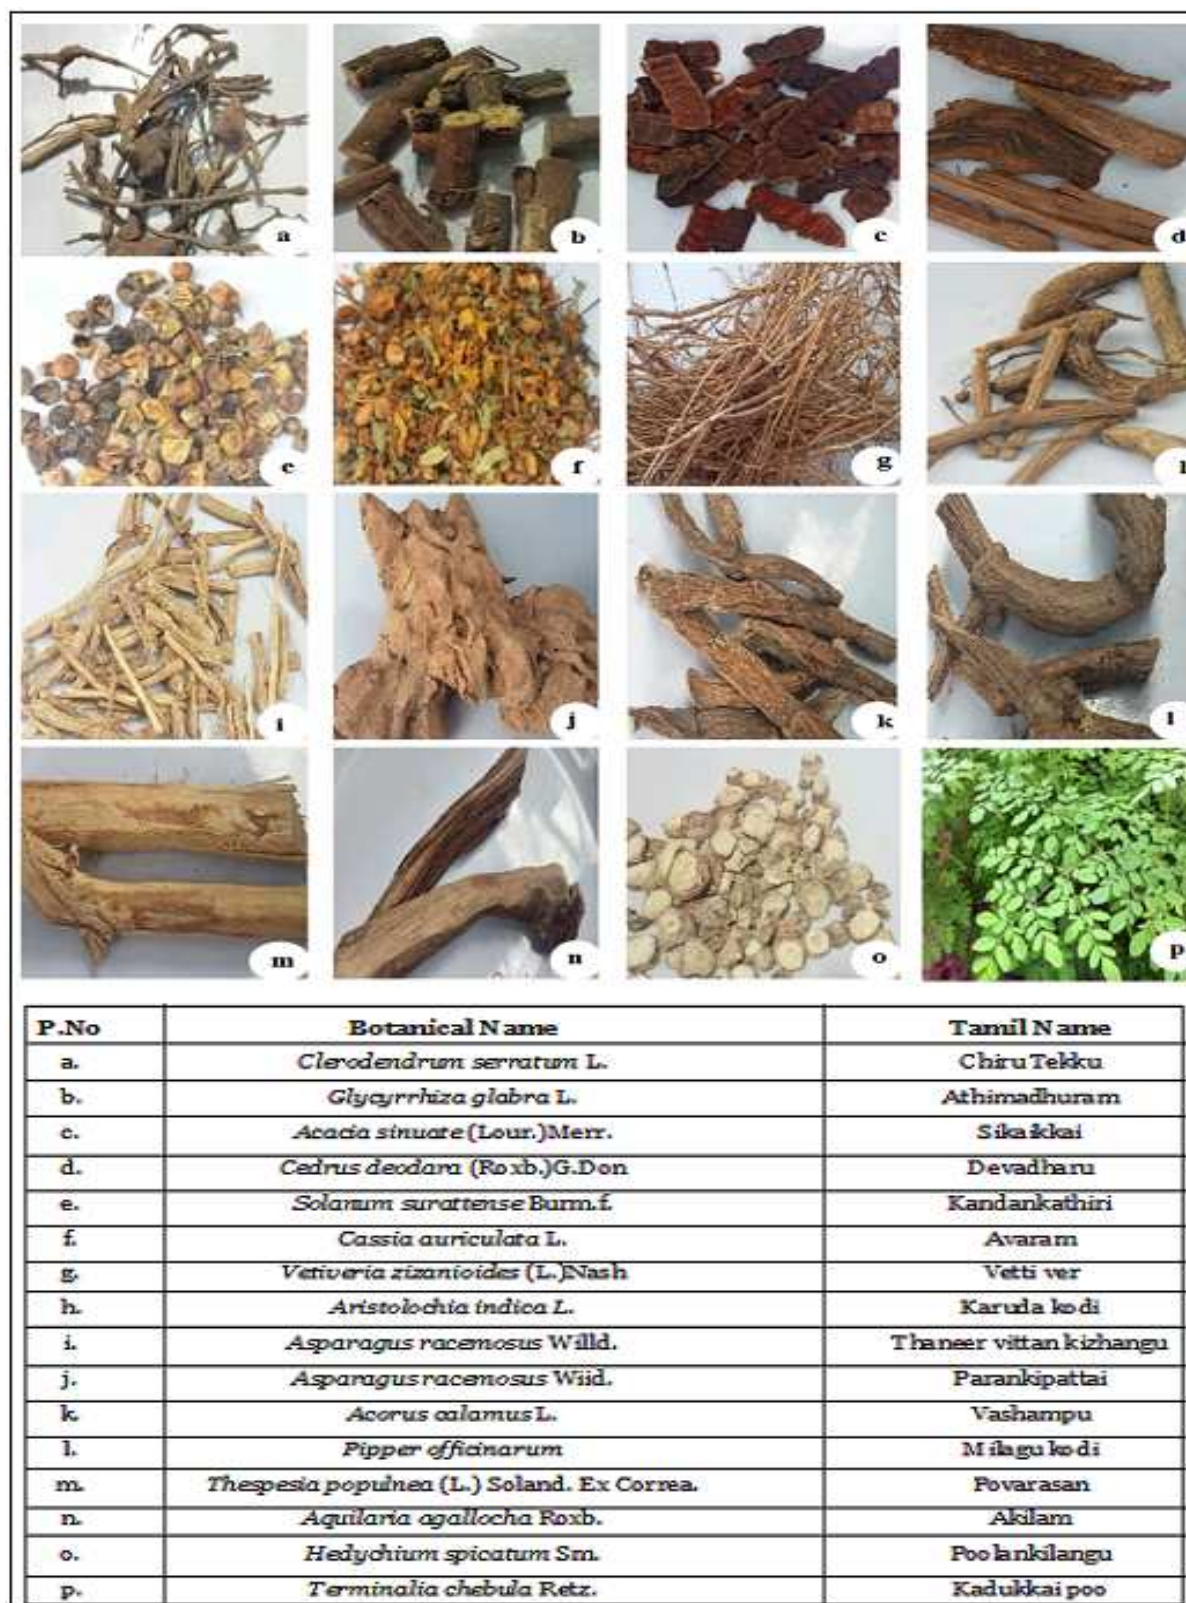 a
b
c
d
e
f
g
i
j
k
l
m
n
o
p
P.No Botanical Name Tamil Name
a. Clerodendrum serratum L. Chiru Tekku
b. Glycyrrhiza glabra L. Athimadhuram
c. Acacia sinuate (Lour.)Merr. Sikaikkai
d. Cedrus deodara (Roxb.)G.Don Devadharu
e. Solanum surattense Burm.f. Kandankathiri
f. Cassia auriculata L. Avaram
g. Vetiveria zizanioides (L.)Nash Vetti ver
h. Aristolochia indica L. Karuda kodi
i. Asparagus racemosus Willd. Thaneer vittan kizhangu
j. Asparagus racemosus Wiid. Parankipattai
k. Acorus calamus L. Vashampu
l. Pipper officinarum Milagu kodi
m. Thespesia populnea (L.) Soland. Ex Correa. Povarasan
n. Aquilaria agallocha Roxb. Akilam
o. Hedychium spicatum Sm. Poolankilangu
p. Terminalia chebula Retz. Kadukkai poo